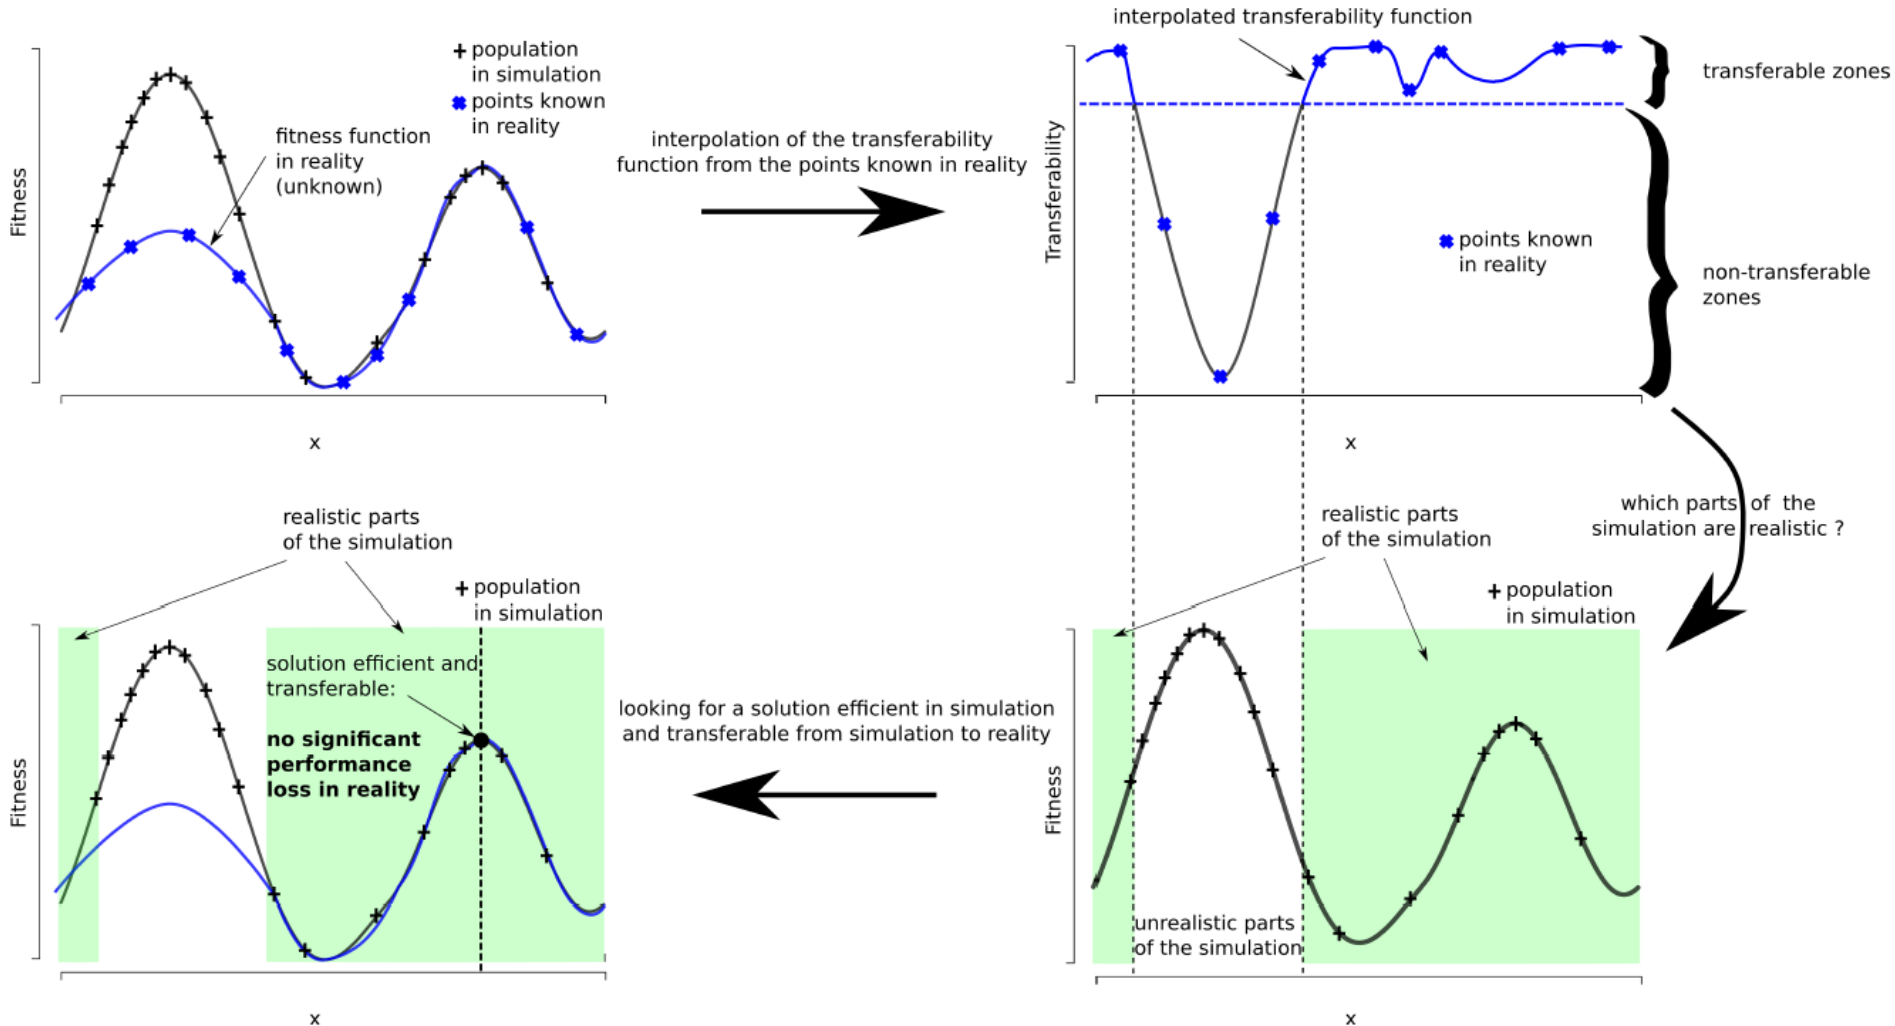 + population
in simulation
points known
in reality
fitness function
in reality
(unknown)
Fitness
x
interpolation of the transferability
function from the points known in reality
interpolated transferability function
Transferability
points known
in reality
x
transferable zones
non-transferable
zones
which parts of the
simulation are realistic ?
realistic parts
of the simulation
+ population
in simulation
unrealistic parts
of the simulation
Fitness
x
looking for a solution efficient in simulation
and transferable from simulation to reality
realistic parts
of the simulation
+ population
in simulation
solution efficient and
transferable:
no significant
performance
loss in reality
Fitness
x